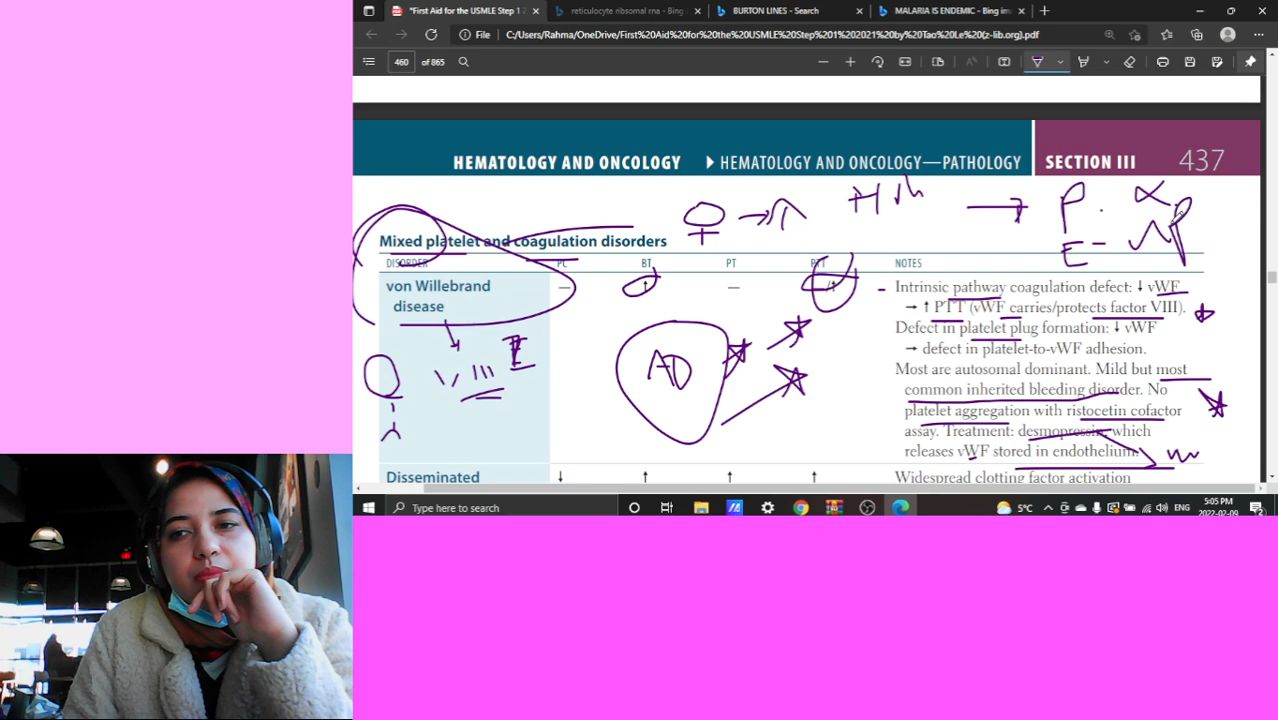 *First Aid for the USMLE Step 1 2
reticulocyte ribosmal rna - Bing
BURTON LINES - Search
MALARIA IS ENDEMIC - Bing im
File
C:/Users/Rahma/OneDrive/First%20Aid%20for%20the%20USMLE%20Step%201%202021%20by%20Tao%20Le%20(z-lib.org).pdf
460 of 865
HEMATOLOGY AND ONCOLOGY ▶ HEMATOLOGY AND ONCOLOGY—PATHOLOGY SECTION III 437
Mixed platelet and coagulation disorders
DISORDER PC BT PT PTT NOTES
von Willebrand
disease
— ↑ — —/↑
Intrinsic pathway coagulation defect: ↓ vWF
→ ↑ PTT (vWF carries/protects factor VIII).
Defect in platelet plug formation: ↓ vWF
→ defect in platelet-to-vWF adhesion.
Most are autosomal dominant. Mild but most
common inherited bleeding disorder. No
platelet aggregation with ristocetin cofactor
assay. Treatment: desmopressin, which
releases vWF stored in endothelium.
AD
Disseminated ↓ ↑ ↑ ↑ Widespread clotting factor activation
Type here to search
5°C
ENG
5:05 PM
2022-02-09